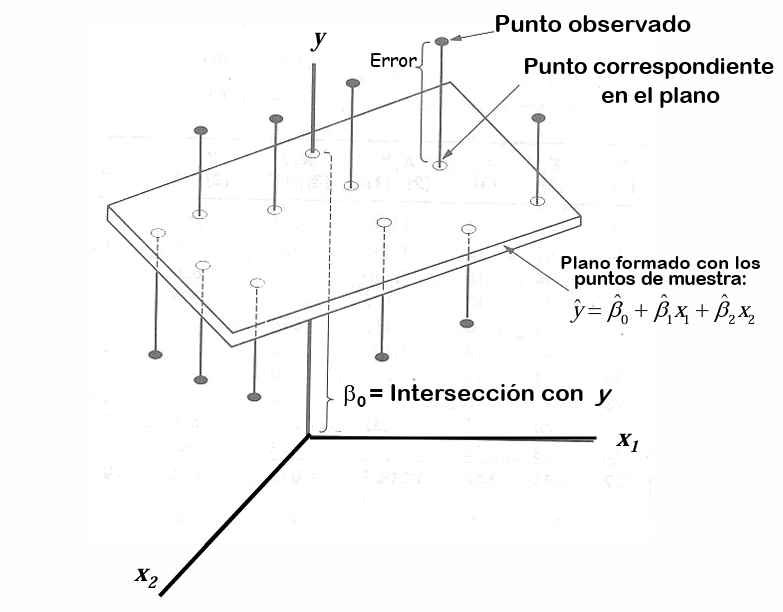 Punto observado
y
Error
Punto correspondiente
en el plano
Plano formado con los
puntos de muestra:
ŷ = β̂₀ + β̂₁x₁ + β̂₂x₂
β₀ = Intersección con y
x₁
x₂